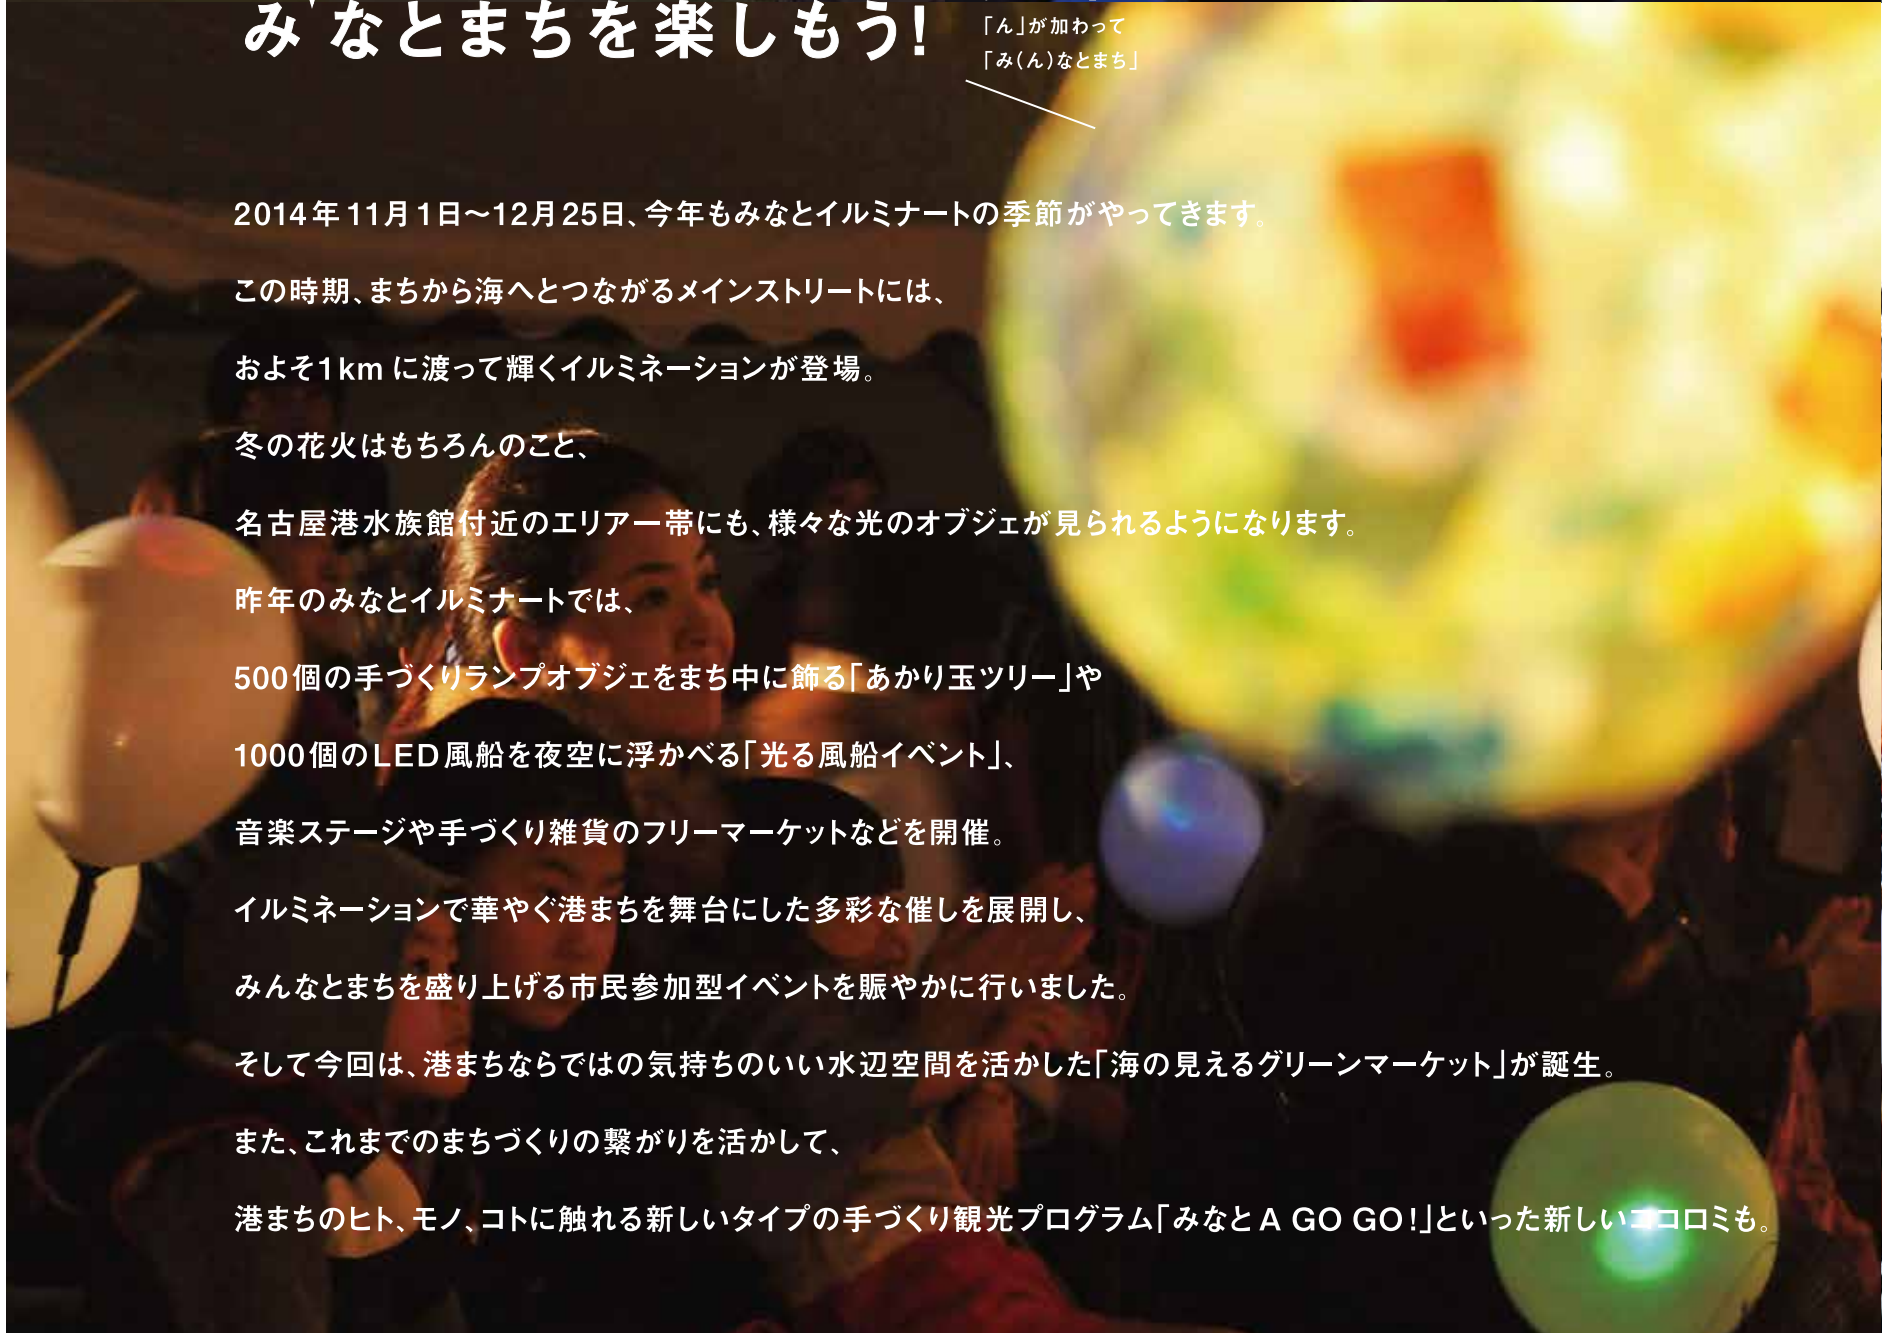 み なとまちを楽しもう!
「ん」が加わって
「み(ん)なとまち」
2014年11月1日〜12月25日、今年もみなとイルミナートの季節がやってきます。
この時期、まちから海へとつながるメインストリートには、
およそ1kmに渡って輝くイルミネーションが登場。
冬の花火はもちろんのこと、
名古屋港水族館付近のエリア一帯にも、様々な光のオブジェが見られるようになります。
昨年のみなとイルミナートでは、
500個の手づくりランプオブジェをまち中に飾る「あかり玉ツリー」や
1000個のLED風船を夜空に浮かべる「光る風船イベント」、
音楽ステージや手づくり雑貨のフリーマーケットなどを開催。
イルミネーションで華やぐ港まちを舞台にした多彩な催しを展開し、
みんなとまちを盛り上げる市民参加型イベントを賑やかに行いました。
そして今回は、港まちならではの気持ちのいい水辺空間を活かした「海の見えるグリーンマーケット」が誕生。
また、これまでのまちづくりの繋がりを活かして、
港まちのヒト、モノ、コトに触れる新しいタイプの手づくり観光プログラム「みなとA GO GO!」といった新しいココロミも。